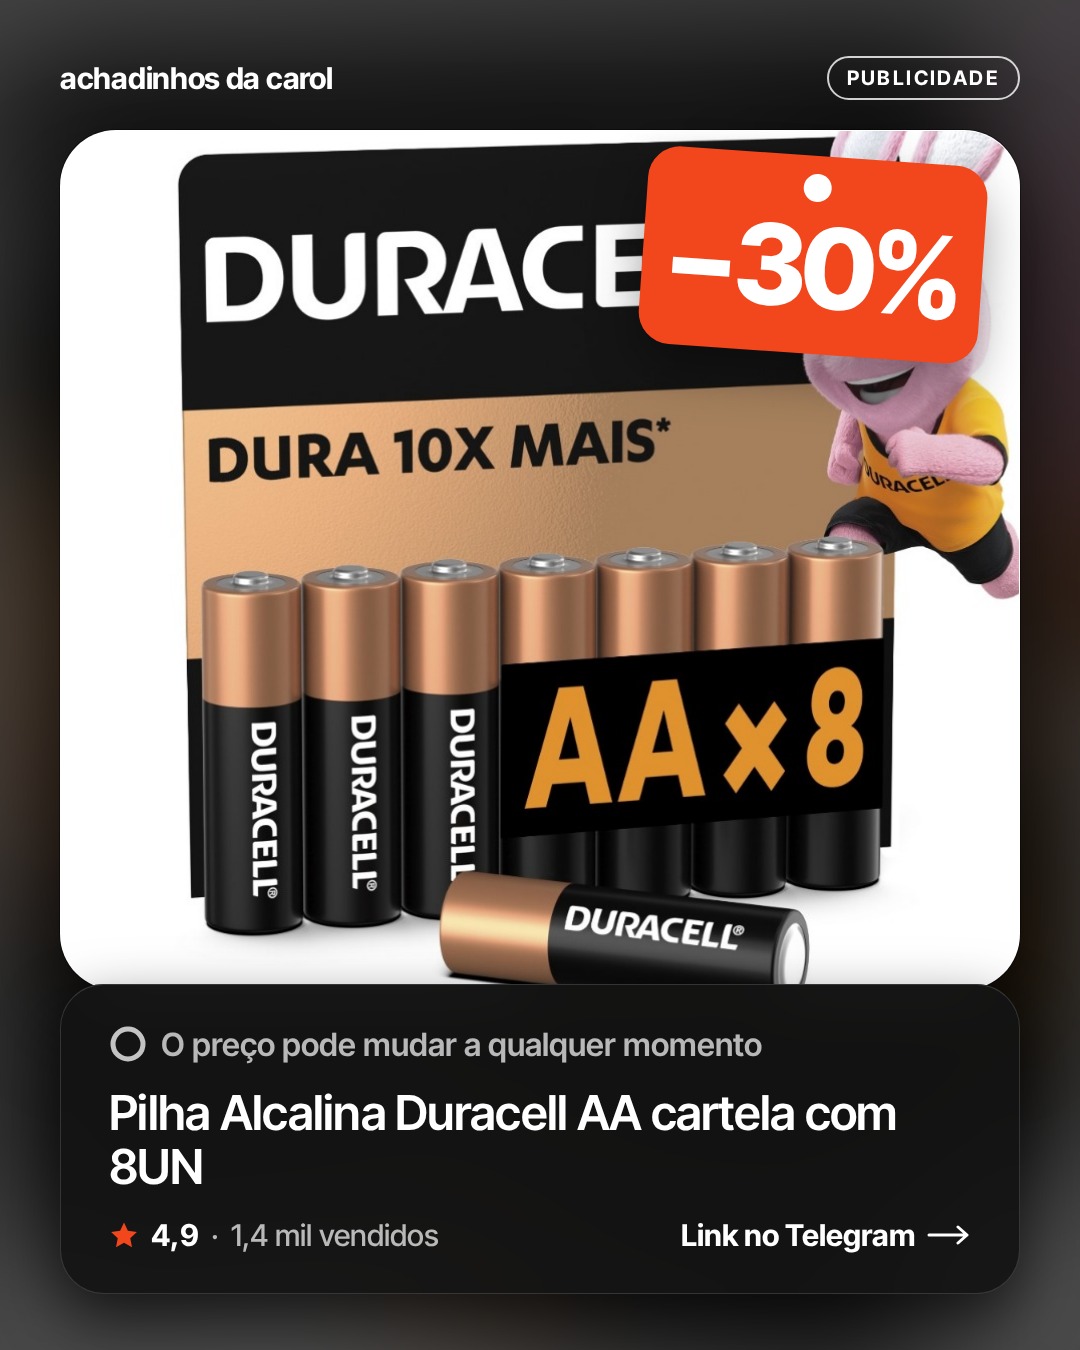 achadinhos da carol
PUBLICIDADE
DURACE
–30%
DURA 10X MAIS*
DURACELL
AA x 8
DURACELL®
DURACELL®
DURACELL
DURACELL®
O preço pode mudar a qualquer momento
Pilha Alcalina Duracell AA cartela com
8UN
4,9 · 1,4 mil vendidos
Link no Telegram →